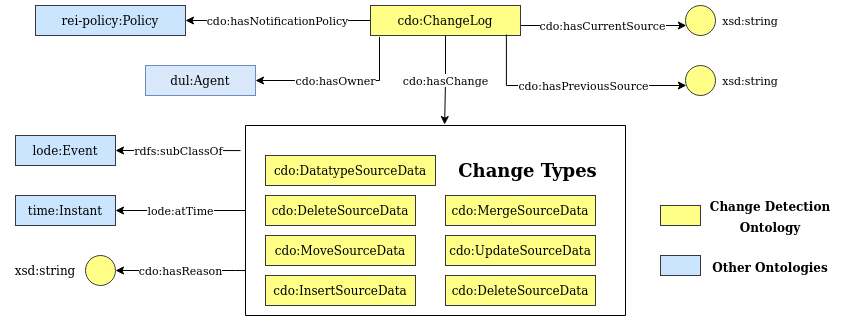 rei-policy:Policy
cdo:hasNotificationPolicy
cdo:ChangeLog
cdo:hasCurrentSource
xsd:string
dul:Agent
cdo:hasOwner
cdo:hasChange
cdo:hasPreviousSource
xsd:string
lode:Event
rdfs:subClassOf
cdo:DatatypeSourceData
Change Types
time:Instant
lode:atTime
cdo:DeleteSourceData
cdo:MergeSourceData
Change Detection
Ontology
xsd:string
cdo:hasReason
cdo:MoveSourceData
cdo:UpdateSourceData
Other Ontologies
cdo:InsertSourceData
cdo:DeleteSourceData